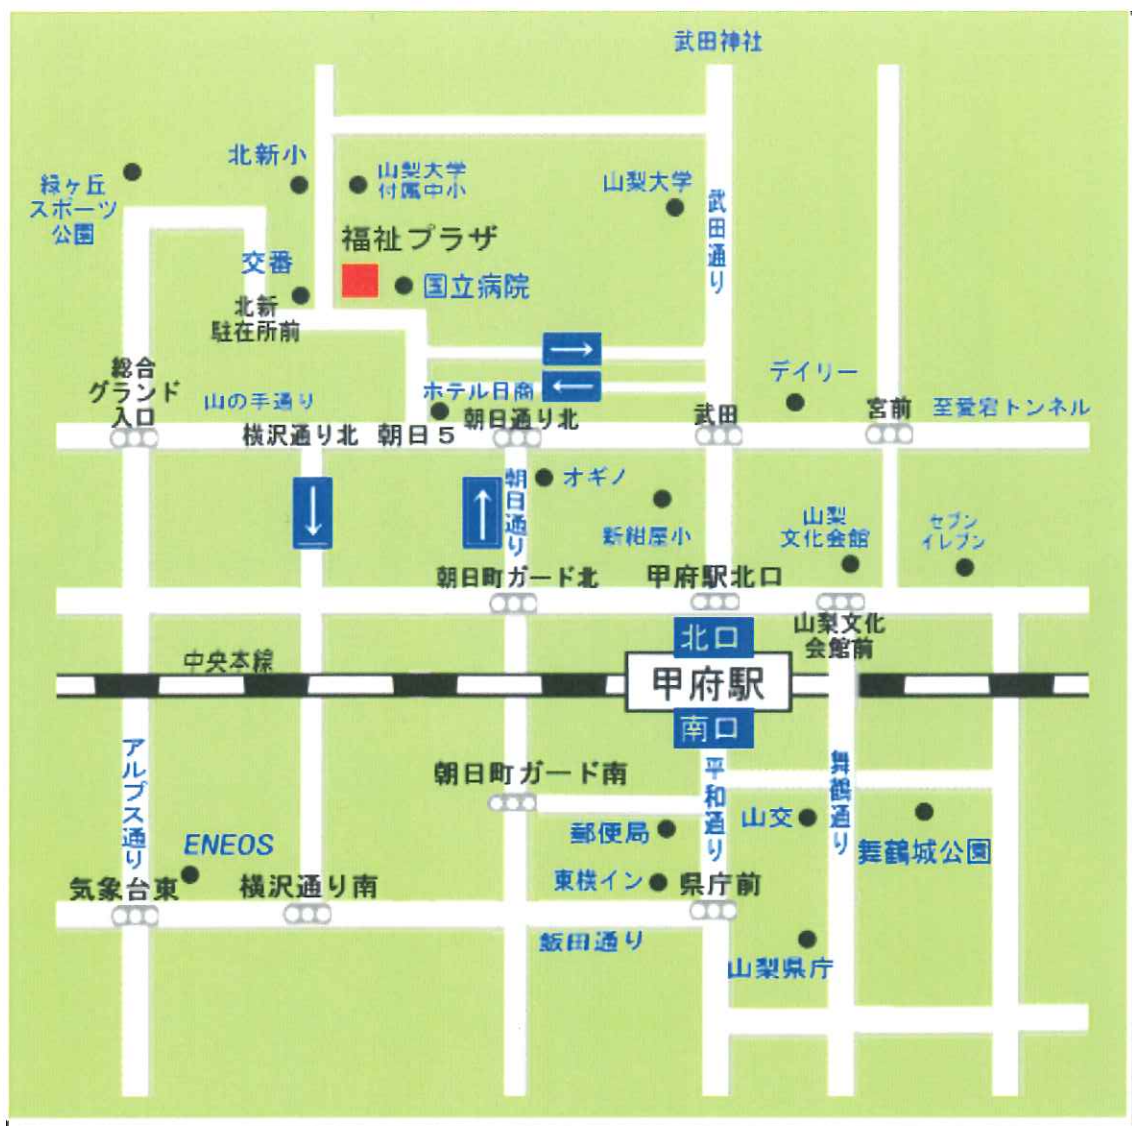 武田神社
北新小
山梨大学
付属中小
山梨大学
緑ヶ丘
スポーツ
公園
武田通り
福祉プラザ
交番
国立病院
北新
駐在所前
→
総合
グランド
入口
山の手通り
ホテル日商
←
デイリー
朝日通り北
武田
宮前
至愛宕トンネル
横沢通り北
朝日5
↓
↑
朝日通り
オギノ
新紺屋小
山梨
文化会館
セブン
イレブン
朝日町ガード北
甲府駅北口
山梨文化
会館前
北口
中央本線
甲府駅
南口
アルプス通り
朝日町ガード南
平和通り
舞鶴通り
郵便局
山交
舞鶴城公園
ENEOS
気象台東
横沢通り南
東横イン
県庁前
飯田通り
山梨県庁